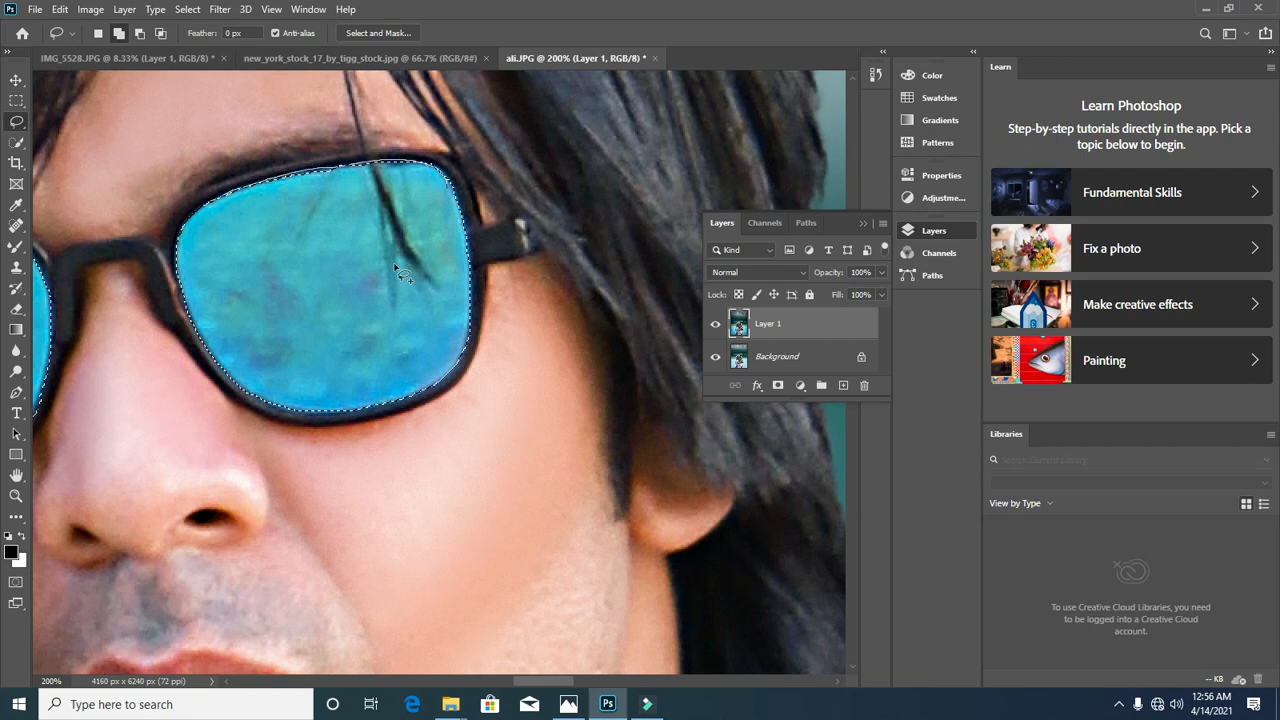 Ps File Edit Image Layer Type Select Filter 3D View Window Help
Feather: 0 px Anti-alias Select and Mask...
IMG_5528.JPG @ 8.33% (Layer 1, RGB/8) * × new_york_stock_17_by_tigg_stock.jpg @ 66.7% (RGB/8#) × ali.JPG @ 200% (Layer 1, RGB/8) * ×
Color
Swatches
Gradients
Patterns
Properties
Adjustme...
Layers
Channels
Paths
Layers Channels Paths
Kind
Normal Opacity: 100%
Lock: Fill: 100%
Layer 1
Background
Learn
Learn Photoshop
Step-by-step tutorials directly in the app. Pick a
topic below to begin.
Fundamental Skills
Fix a photo
Make creative effects
Painting
Libraries
Search Current Library
View by Type
To use Creative Cloud Libraries, you need
to be logged into a Creative Cloud
account.
-- KB
200% 4160 px x 6240 px (72 ppi)
Type here to search
Ps
12:56 AM
4/14/2021